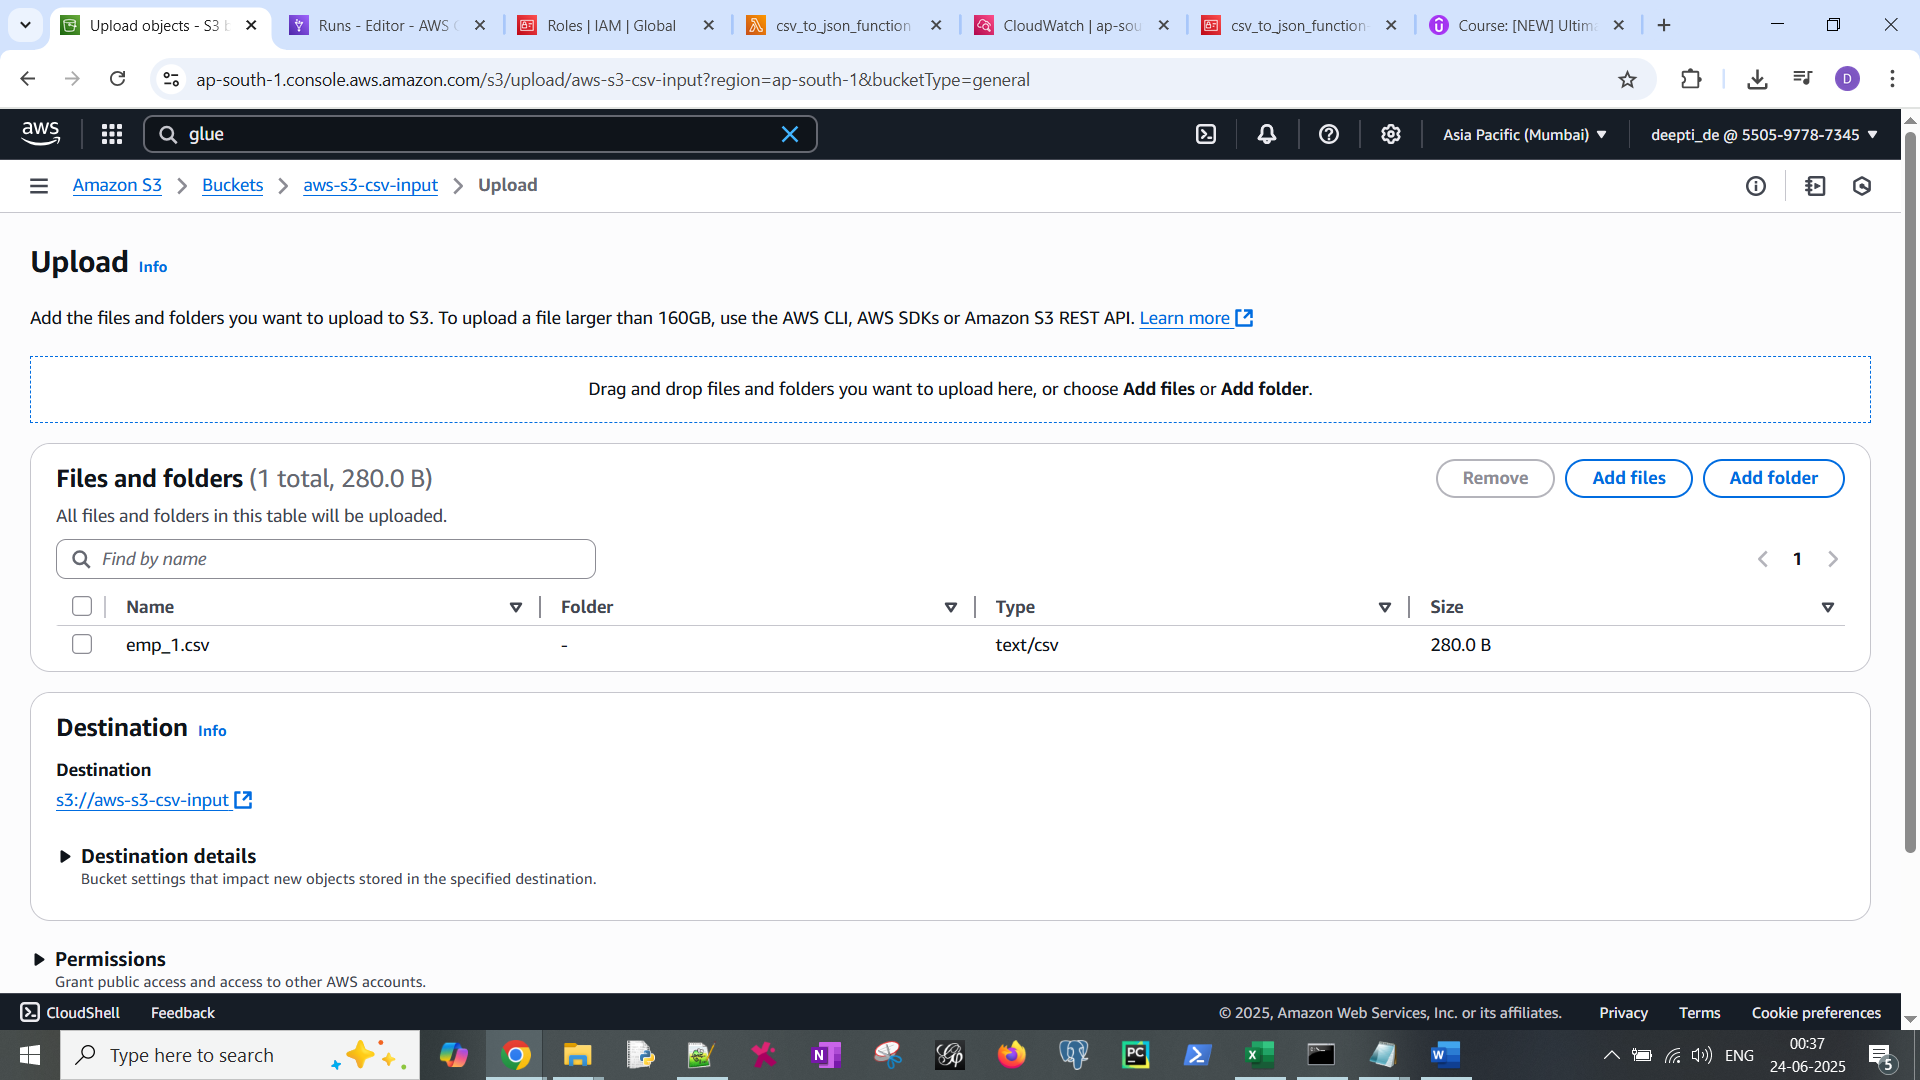 Upload objects - S3 b
Runs - Editor - AWS G
Roles | IAM | Global
csv_to_json_function
CloudWatch | ap-sou
csv_to_json_function-
Course: [NEW] Ultima
ap-south-1.console.aws.amazon.com/s3/upload/aws-s3-csv-input?region=ap-south-1&bucketType=general
D
aws
glue
Asia Pacific (Mumbai)
deepti_de @ 5505-9778-7345
Amazon S3
Buckets
aws-s3-csv-input
Upload
Upload Info
Add the files and folders you want to upload to S3. To upload a file larger than 160GB, use the AWS CLI, AWS SDKs or Amazon S3 REST API. Learn more
Drag and drop files and folders you want to upload here, or choose Add files or Add folder.
Files and folders (1 total, 280.0 B)
Remove
Add files
Add folder
All files and folders in this table will be uploaded.
Find by name
1
Name
Folder
Type
Size
emp_1.csv
-
text/csv
280.0 B
Destination Info
Destination
s3://aws-s3-csv-input
Destination details
Bucket settings that impact new objects stored in the specified destination.
Permissions
Grant public access and access to other AWS accounts.
CloudShell
Feedback
© 2025, Amazon Web Services, Inc. or its affiliates.
Privacy
Terms
Cookie preferences
Type here to search
ENG
00:37
24-06-2025
5